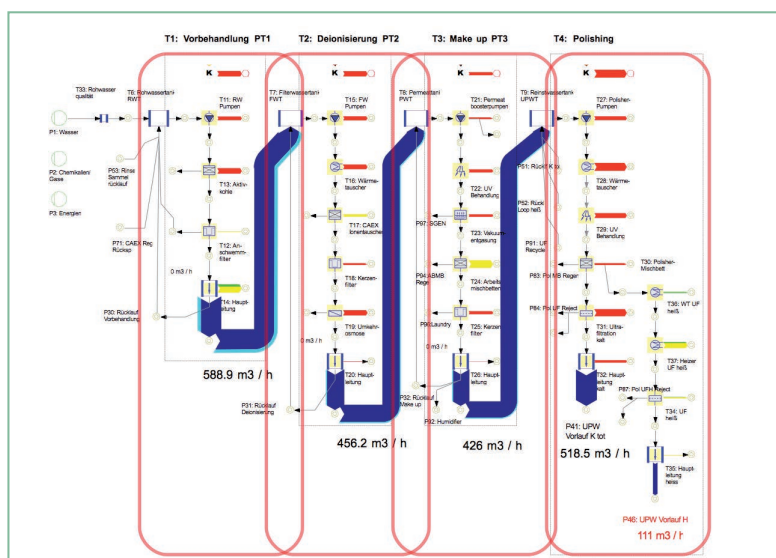 T1: Vorbehandlung PT1
T2: Deionisierung PT2
T3: Make up PT3
T4: Polishing
K
K
K
K
T33: Rohwasser
qualität
T6: Rohwassertank
RWT
T11: RW
Pumpen
P1: Wasser
P2: Chemikalien/
Gase
P3: Energien
P53: Rinse
Sammel
rücklauf
T13: Aktiv-
kohle
P71: CAEX Reg
Rücksp
T12: An-
schwemm-
filter
0 m3 / h
T14: Haupt-
leitung
P30: Rücklauf
Vorbehandlung
588.9 m3 / h
T7: Filterwassertank
FWT
T15: FW
Pumpen
T16: Wärme-
tauscher
T17: CAEX
Ionentauscher
T18: Kerzen-
filter
T19: Umkehr-
osmose
0 m3 / h
T20: Haupt-
leitung
P31: Rücklauf
Deionisierung
456.2 m3 / h
T8: Permeattank
PWT
T21: Permeat
boosterpumpen
T22: UV
Behandlung
P97: SGEN
T23: Vakuum-
entgasung
P94: ABMB
Rege
T24: Arbeits
mischbetten
P96: Laundry
T25: Kerzen
filter
0 m3 / h
T26: Haupt-
leitung
P32: Rücklauf
Make up
P92: Humidifier
426 m3 / h
T9: Reinstwassertank
UPWT
T27: Polisher-
Pumpen
P51: Rückl K tot
T28: Wärme-
tauscher
P52: Rückl
Loop heiß
T29: UV
Behandlung
P91: UF
Recycle
T30: Polisher-
Mischbett
P83: Pol MB Reger
T36: WT UF
heiß
P84: Pol UF Reject
T31: Ultra-
filtration
kalt
T37: Heizer
UF heiß
T32: Haupt-
leitung
kalt
P87: Pol UFH Reject
T34: UF
heiß
P41: UPW
Vorlauf K tot
518.5 m3 / h
T35: Haupt-
leitung
heiss
P46: UPW Vorlauf H
111 m3 / h